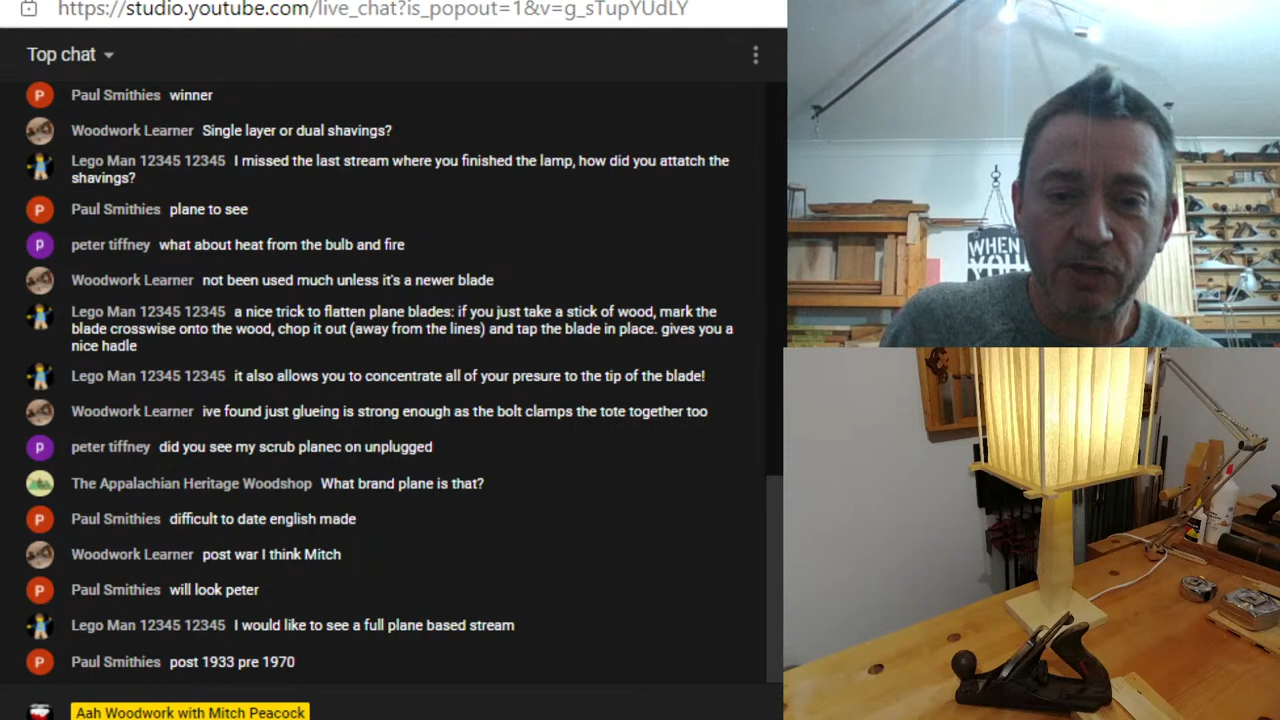 https://studio.youtube.com/live_chat?is_popout=1&v=g_sTupYUdLY
Top chat
P Paul Smithies winner
Woodwork Learner Single layer or dual shavings?
Lego Man 12345 12345 I missed the last stream where you finished the lamp, how did you attatch the
shavings?
P Paul Smithies plane to see
p peter tiffney what about heat from the bulb and fire
Woodwork Learner not been used much unless it's a newer blade
Lego Man 12345 12345 a nice trick to flatten plane blades: if you just take a stick of wood, mark the
blade crosswise onto the wood, chop it out (away from the lines) and tap the blade in place. gives you a
nice hadle
Lego Man 12345 12345 it also allows you to concentrate all of your presure to the tip of the blade!
Woodwork Learner ive found just glueing is strong enough as the bolt clamps the tote together too
p peter tiffney did you see my scrub planec on unplugged
The Appalachian Heritage Woodshop What brand plane is that?
P Paul Smithies difficult to date english made
Woodwork Learner post war I think Mitch
P Paul Smithies will look peter
Lego Man 12345 12345 I would like to see a full plane based stream
P Paul Smithies post 1933 pre 1970
Aah Woodwork with Mitch Peacock
WHEN